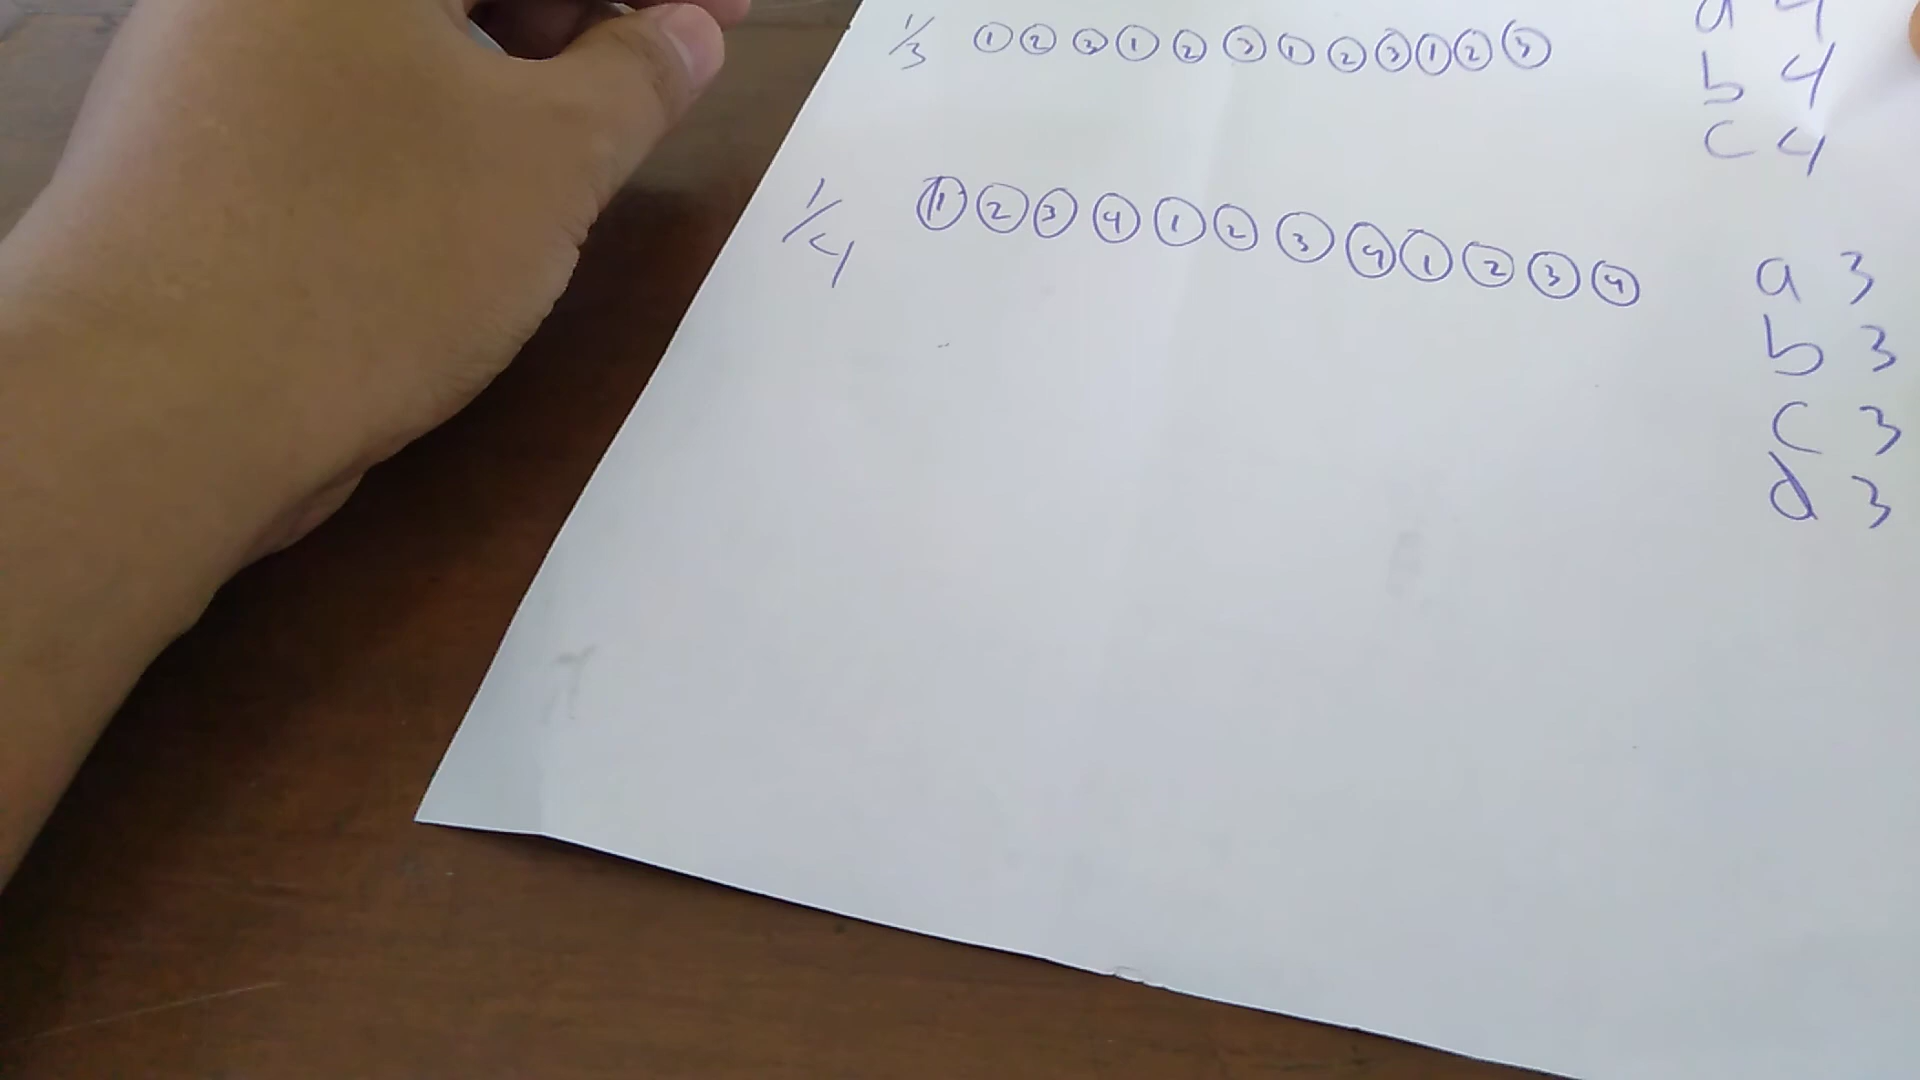 1/3 ① ② ③ ① ② ③ ① ② ③ ① ② ③
a 4
b 4
c 4
1/4 ① ② ③ ④ ① ② ③ ④ ① ② ③ ④
a 3
b 3
c 3
d 3